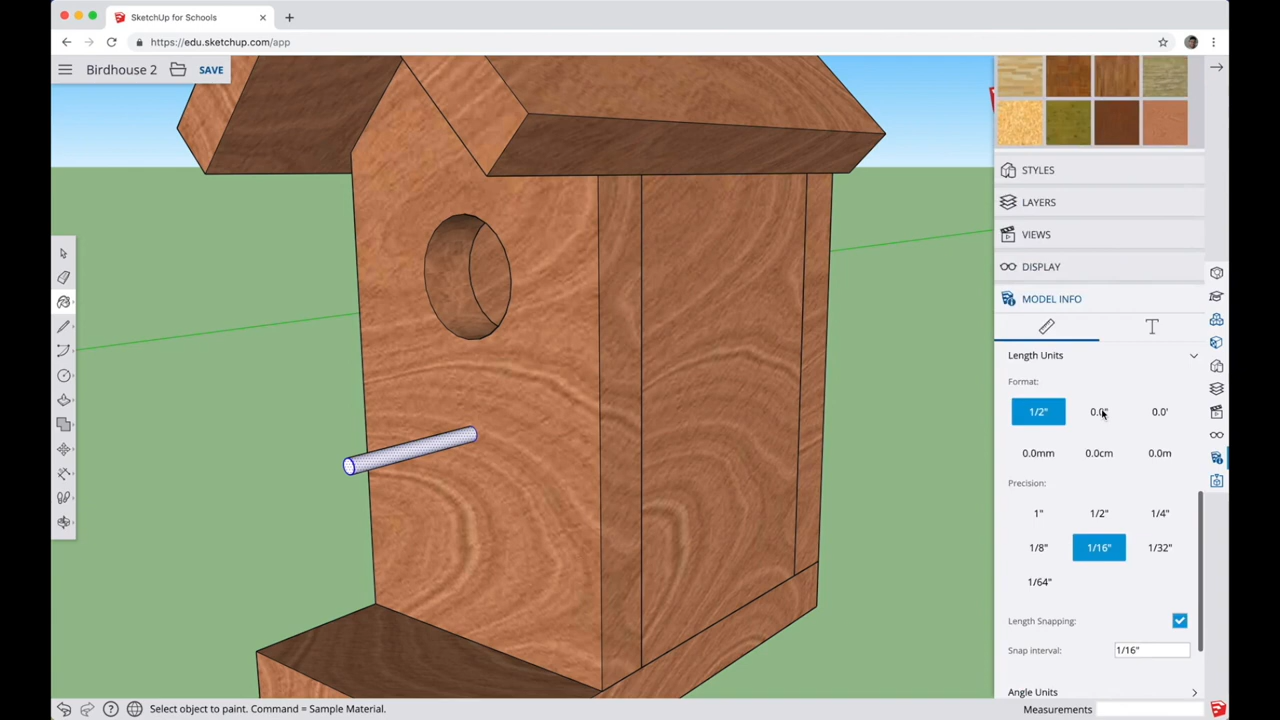 SketchUp for Schools
https://edu.sketchup.com/app
Birdhouse 2
SAVE
STYLES
LAYERS
VIEWS
DISPLAY
MODEL INFO
Length Units
Format:
1/2" 0.0" 0.0'
0.0mm 0.0cm 0.0m
Precision:
1" 1/2" 1/4"
1/8" 1/16" 1/32"
1/64"
Length Snapping:
Snap interval: 1/16"
Angle Units
Select object to paint. Command = Sample Material.
Measurements